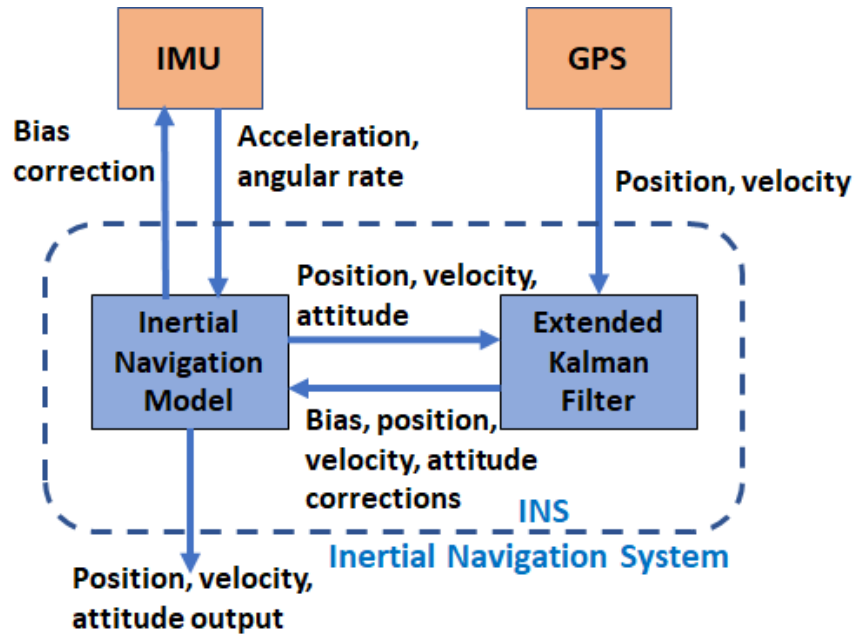 IMU
GPS
Bias
correction
Acceleration,
angular rate
Position, velocity
Position, velocity,
attitude
Inertial
Navigation
Model
Extended
Kalman
Filter
Bias, position,
velocity, attitude
corrections
INS
Inertial Navigation System
Position, velocity,
attitude output